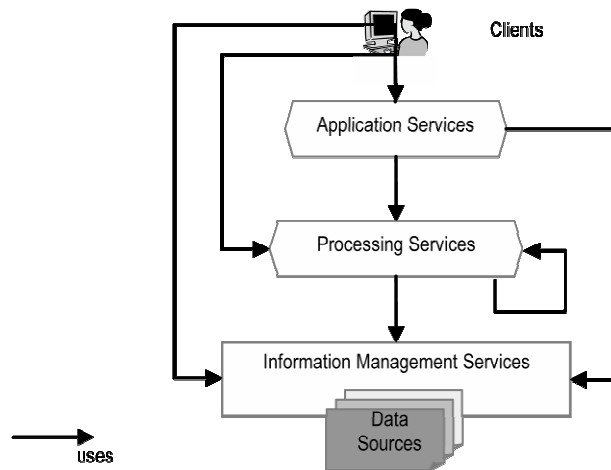 Clients
Application Services
Processing Services
Information Management Services
Data
Sources
uses